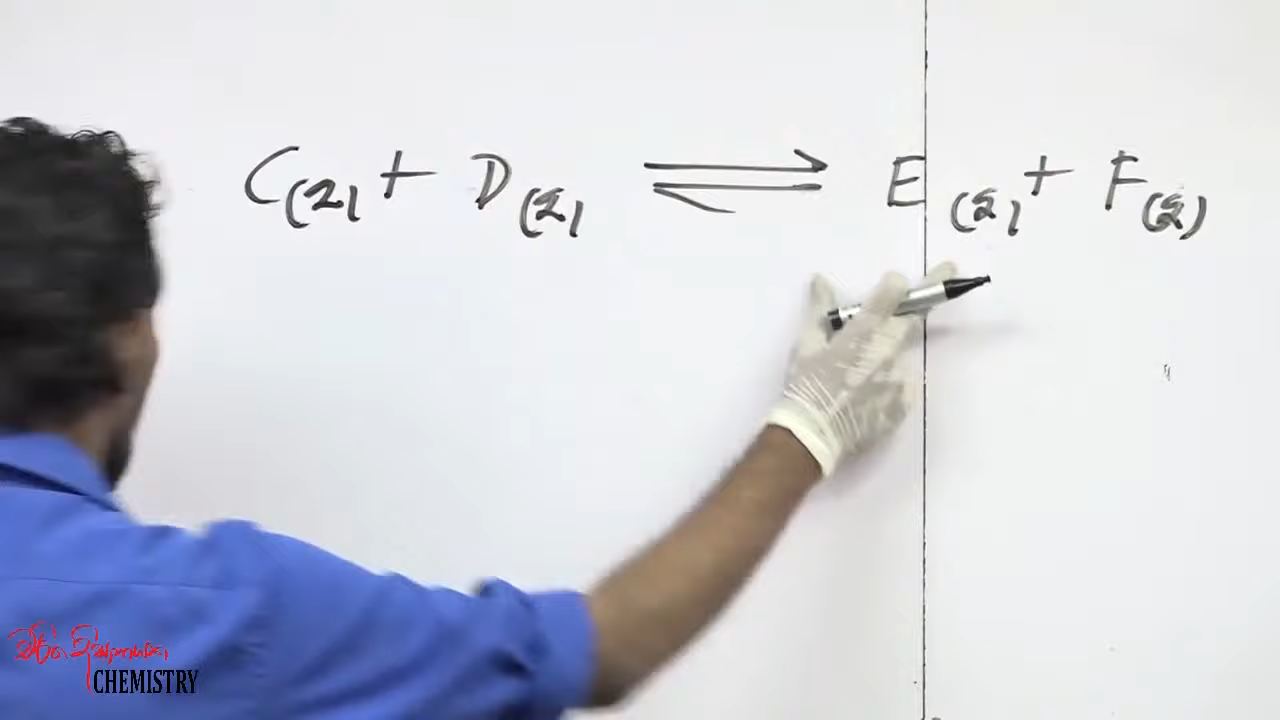 C(g) + D(g) ⇌ E(g) + F(g)
CHEMISTRY